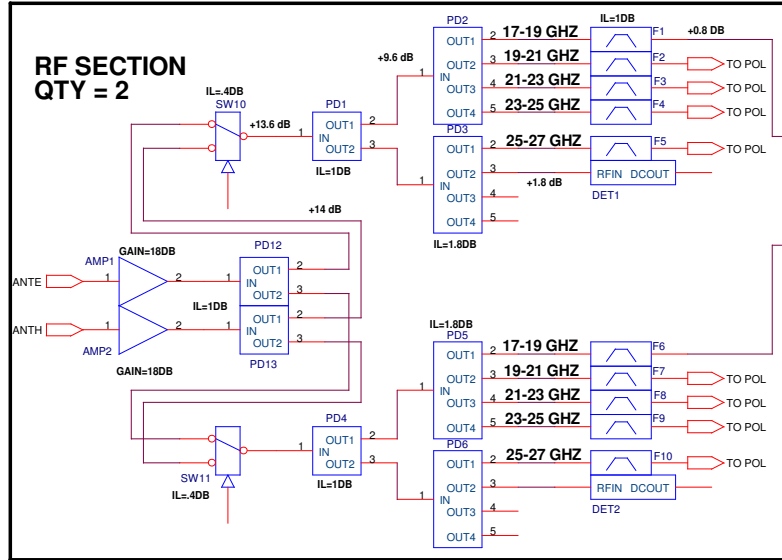 RF SECTION
QTY = 2
IL=.4DB
SW10
+13.6 dB
1
PD1
IN
OUT1
OUT2
2
3
IL=1DB
+9.6 dB
1
PD2
OUT1
OUT2
IN
OUT3
OUT4
2
3
4
5
17-19 GHZ
19-21 GHZ
21-23 GHZ
23-25 GHZ
IL=1DB
F1
F2
F3
F4
+0.8 DB
TO POL
TO POL
TO POL
1
PD3
OUT1
OUT2
IN
OUT3
OUT4
2
3
4
5
IL=1.8DB
25-27 GHZ
F5
TO POL
+1.8 dB
RFIN DCOUT
DET1
+14 dB
ANTE
1
AMP1
GAIN=18DB
2
1
PD12
OUT1
IN
OUT2
2
3
IL=1DB
ANTH
1
AMP2
GAIN=18DB
2
1
OUT1
IN
OUT2
2
3
PD13
SW11
IL=.4DB
1
PD4
OUT1
IN
OUT2
2
3
IL=1DB
IL=1.8DB
1
PD5
OUT1
OUT2
IN
OUT3
OUT4
2
3
4
5
17-19 GHZ
19-21 GHZ
21-23 GHZ
23-25 GHZ
F6
F7
F8
F9
TO POL
TO POL
TO POL
1
PD6
OUT1
OUT2
IN
OUT3
OUT4
2
3
4
5
25-27 GHZ
F10
TO POL
RFIN DCOUT
DET2